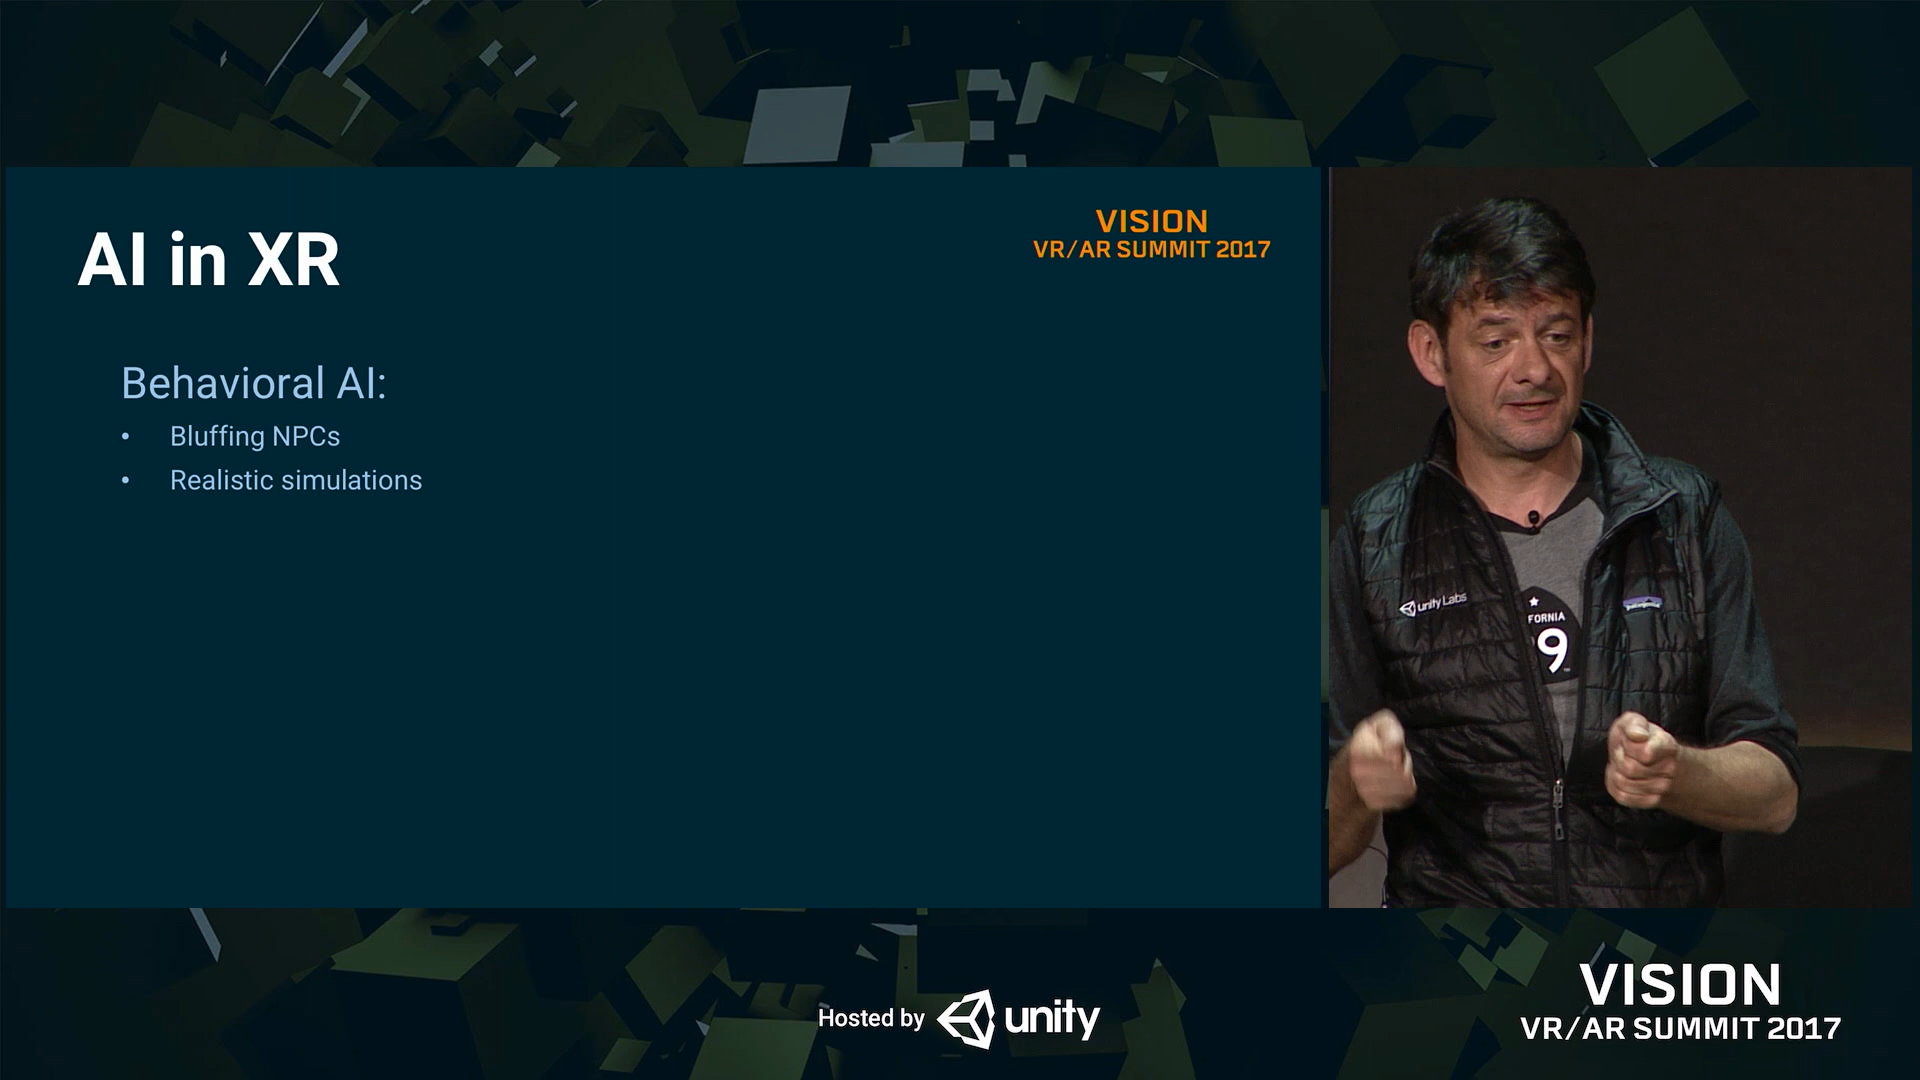 AI in XR
VISION
VR/AR SUMMIT 2017
Behavioral AI:
• Bluffing NPCs
• Realistic simulations
unity Labs
FORNIA
9
patagonia
Hosted by unity
VISION
VR/AR SUMMIT 2017